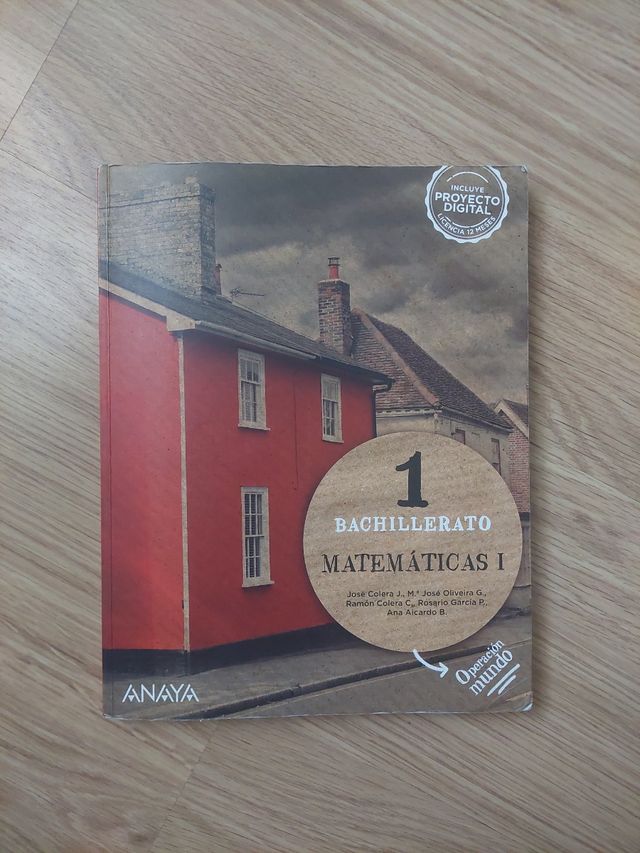 INCLUYE
PROYECTO
DIGITAL
LICENCIA 12 MESES
1
BACHILLERATO
MATEMÁTICAS I
José Colera J., M.ª José Oliveira G.,
Ramón Colera C., Rosario García P.,
Ana Aicardo B.
Operación
mundo
ANAYA